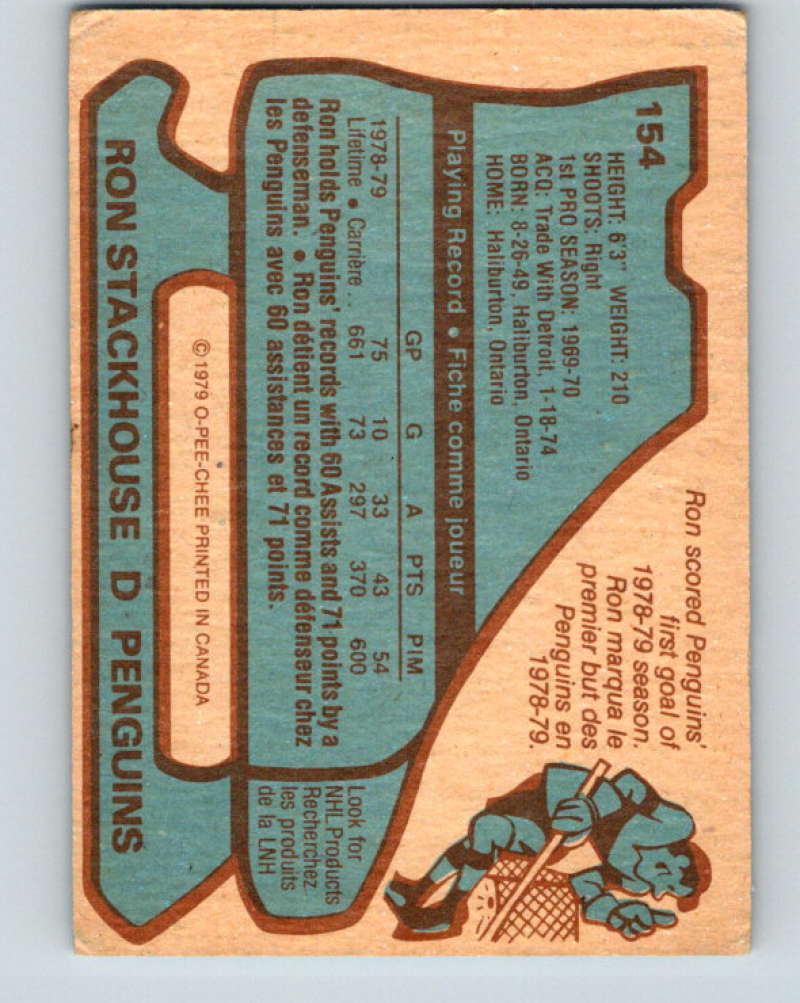 154
HEIGHT: 6'3" WEIGHT: 210
SHOOTS: Right
1st PRO SEASON: 1969-70
ACQ: Trade With Detroit, 1-18-74
BORN: 8-26-49, Haliburton, Ontario
HOME: Haliburton, Ontario
Ron scored Penguins'
first goal of
1978-79 season.
Ron marqua le
premier but des
Penguins en
1978-79.
Playing Record • Fiche comme joueur
GP G A PTS PIM
1978-79 75 10 33 43 54
Lifetime • Carrière .. 661 73 297 370 600
Ron holds Penguins' records with 60 Assists and 71 points by a
defenseman. • Ron détient un record comme défenseur chez
les Penguins avec 60 assistances et 71 points.
Look for
NHL Products
Recherchez
les produits
de la LNH
©1979 O-PEE-CHEE PRINTED IN CANADA
RON STACKHOUSE D • PENGUINS